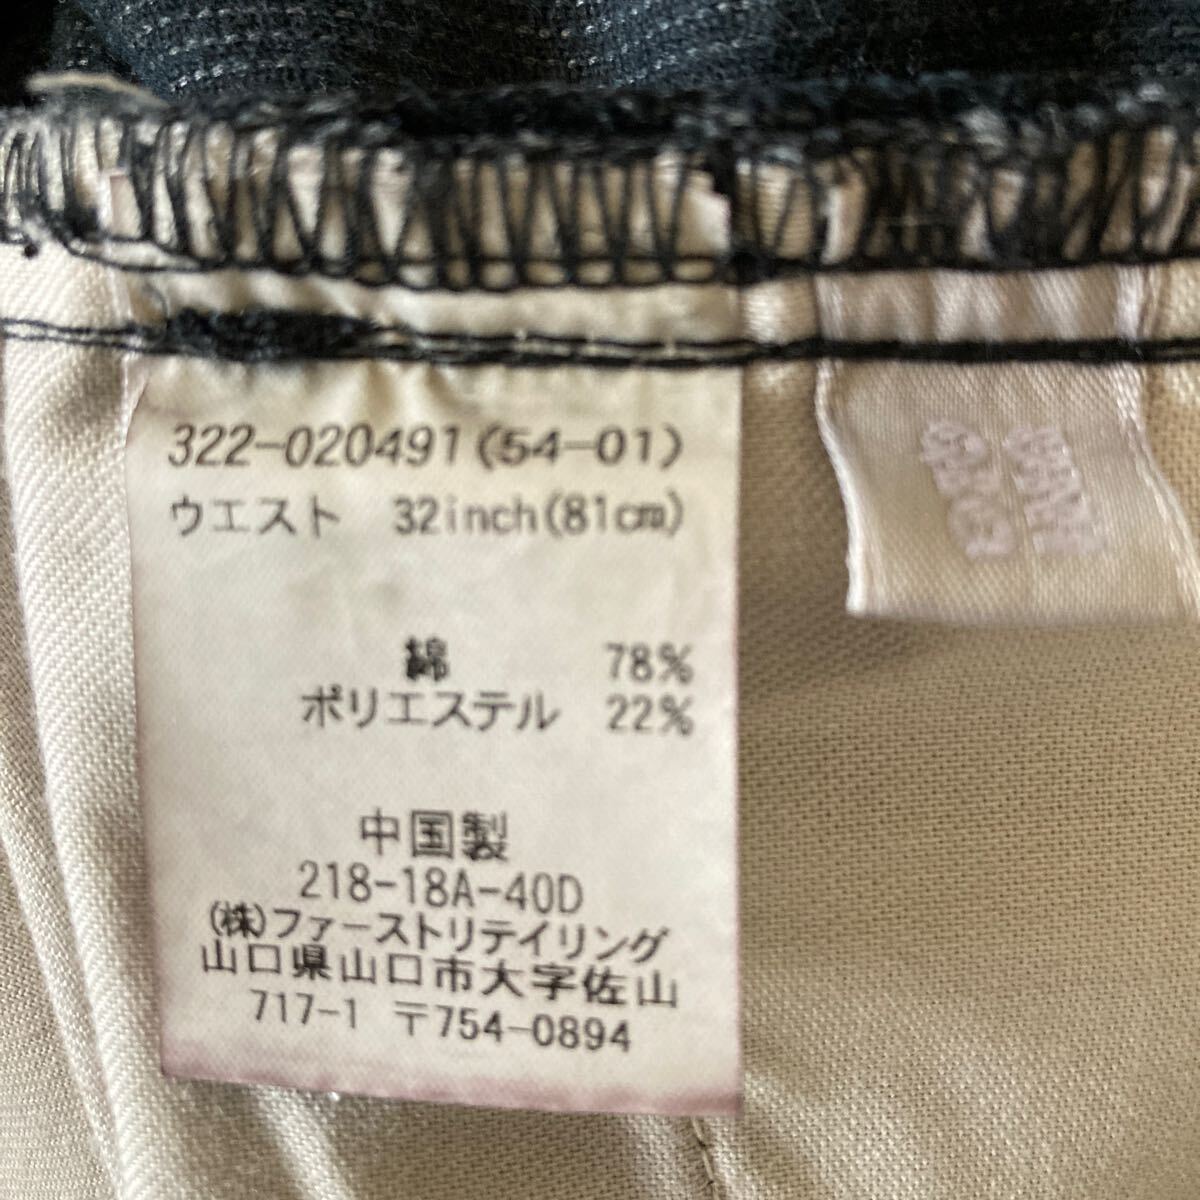 322-020491(54-01)
ウエスト 32inch(81cm)
綿 78%
ポリエステル 22%
中国製
218-18A-40D
(株)ファーストリテイリング
山口県山口市大字佐山
717-1 〒754-0894